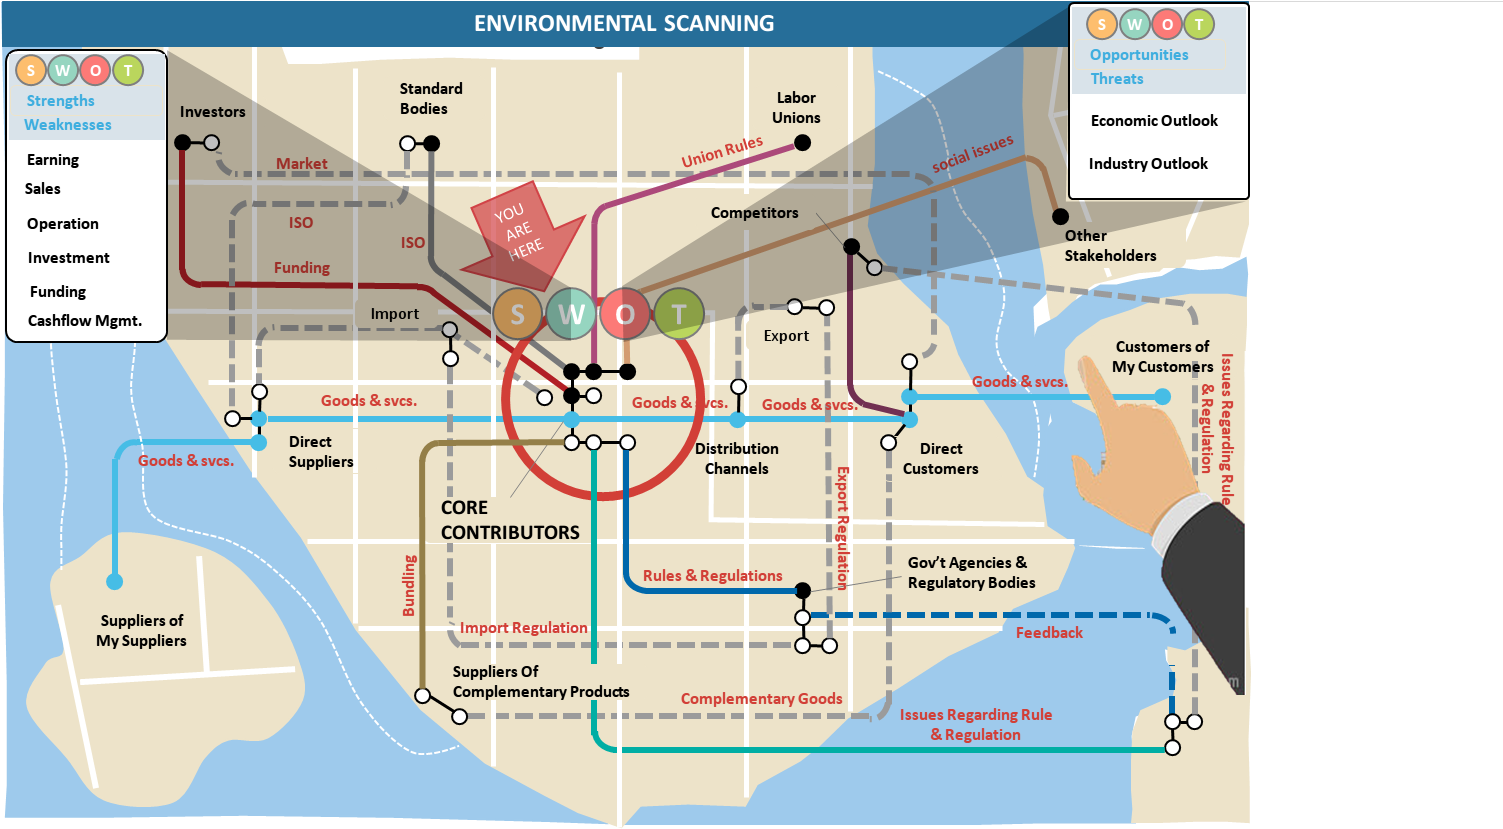 ENVIRONMENTAL SCANNING
S W O T
Strengths
Weaknesses
Earning
Sales
Operation
Investment
Funding
Cashflow Mgmt.
S W O T
Opportunities
Threats
Economic Outlook
Industry Outlook
Investors
Standard
Bodies
Labor
Unions
Market
Union Rules
social issues
ISO
ISO
YOU
ARE
HERE
Competitors
Other
Stakeholders
Funding
Import
S W O T
Export
Customers of
My Customers
Goods & svcs.
Goods & svcs.
Goods & svcs.
Goods & svcs.
Issues Regarding Rule
& Regulation
Direct
Suppliers
Goods & svcs.
Distribution
Channels
Direct
Customers
CORE
CONTRIBUTORS
Export Regulation
Bundling
Rules & Regulations
Gov't Agencies &
Regulatory Bodies
Suppliers of
My Suppliers
Import Regulation
Feedback
Suppliers Of
Complementary Products
Complementary Goods
Issues Regarding Rule
& Regulation